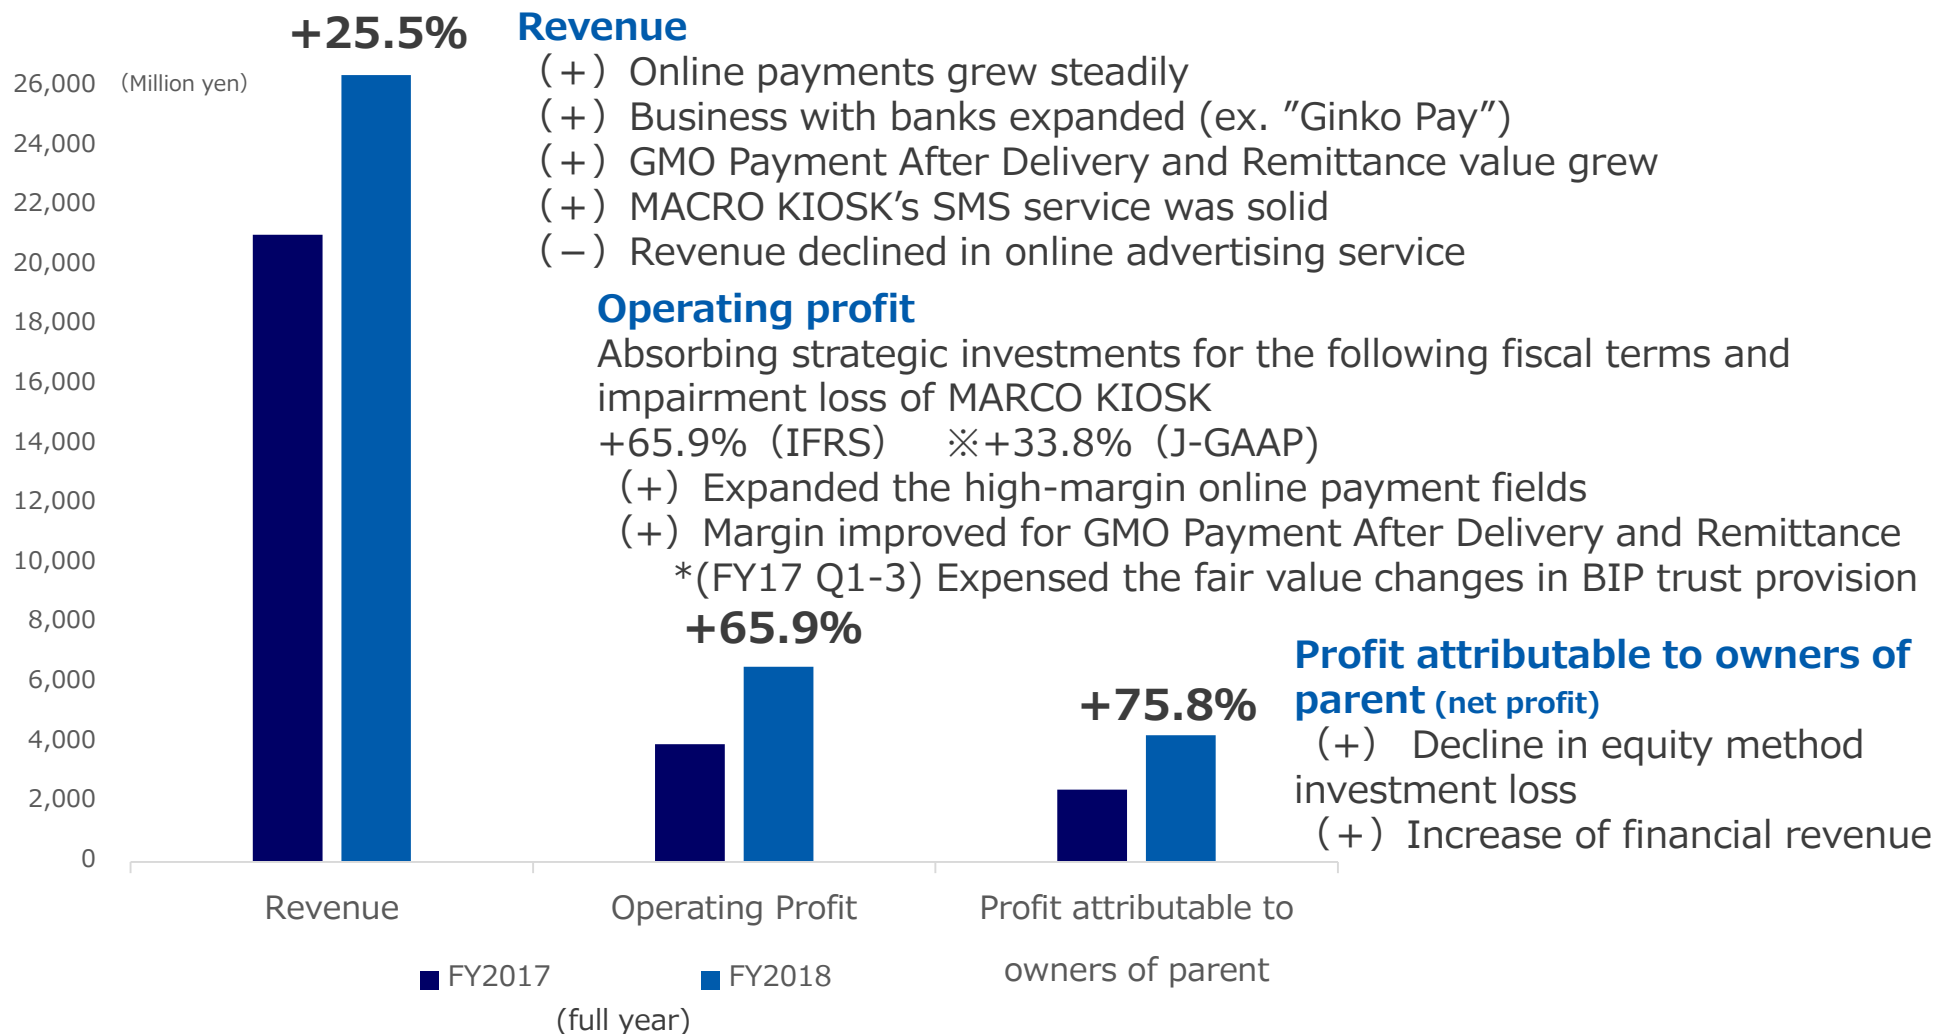 +25.5%
Revenue
（+）Online payments grew steadily
（+）Business with banks expanded (ex. ”Ginko Pay”)
（+）GMO Payment After Delivery and Remittance value grew
（+）MACRO KIOSK’s SMS service was solid
（−）Revenue declined in online advertising service
26,000
（Million yen）
24,000
22,000
20,000
18,000
16,000
14,000
12,000
10,000
8,000
6,000
4,000
2,000
0
Operating profit
Absorbing strategic investments for the following fiscal terms and
impairment loss of MARCO KIOSK
+65.9%（IFRS） ※+33.8%（J-GAAP）
（+）Expanded the high-margin online payment fields
（+）Margin improved for GMO Payment After Delivery and Remittance
*(FY17 Q1-3) Expensed the fair value changes in BIP trust provision
+65.9%
+75.8%
Profit attributable to owners of
parent (net profit)
（+） Decline in equity method
investment loss
（+）Increase of financial revenue
Revenue
Operating Profit
Profit attributable to
owners of parent
FY2017
FY2018
(full year)